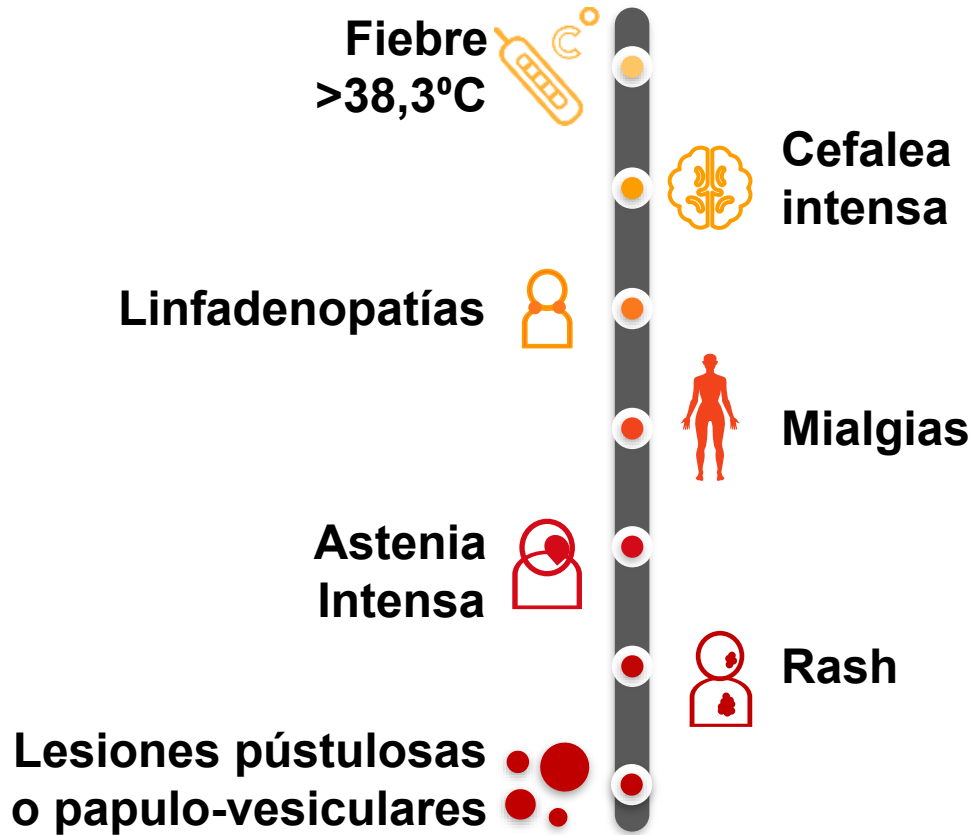 Fiebre
>38,3ºC
C
Cefalea
intensa
Linfadenopatías
Mialgias
Astenia
Intensa
Rash
Lesiones pústulosas
o papulo-vesiculares